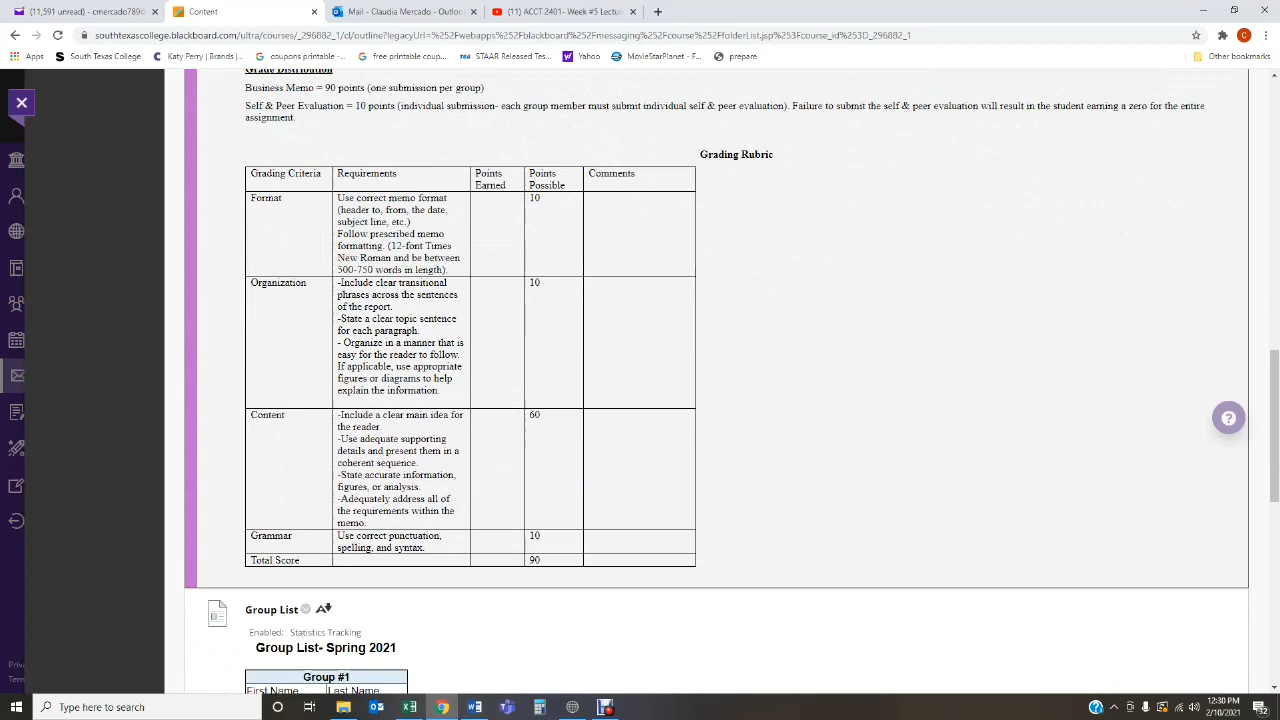 (11,591 unread) - cmercado789@
Content
Mail - Claudia Mercado - Outloo
(11) ACCT 2401- Week #5 Lectur
southtexascollege.blackboard.com/ultra/courses/_296882_1/cl/outline?legacyUrl=%252Fwebapps%252Fblackboard%252Fmessaging%252Fcourse%252FfolderList.jsp%253Fcourse_id%253D_296882_1
C
Apps
South Texas College
Katy Perry | Brands |...
coupons printable -...
free printable coup...
STAAR Released Tes...
Yahoo
MovieStarPlanet - F...
prepare
Other bookmarks
Grade Distribution
Business Memo = 90 points (one submission per group)
Self & Peer Evaluation = 10 points (individual submission- each group member must submit individual self & peer evaluation). Failure to submit the self & peer evaluation will result in the student earning a zero for the entire
assignment.
Grading Rubric
Grading Criteria
Requirements
Points
Earned
Points
Possible
Comments
Format
Use correct memo format
(header to, from, the date,
subject line, etc.)
Follow prescribed memo
formatting. (12-font Times
New Roman and be between
500-750 words in length).
10
Organization
-Include clear transitional
phrases across the sentences
of the report.
-State a clear topic sentence
for each paragraph.
- Organize in a manner that is
easy for the reader to follow.
If applicable, use appropriate
figures or diagrams to help
explain the information.
10
Content
-Include a clear main idea for
the reader.
-Use adequate supporting
details and present them in a
coherent sequence.
-State accurate information,
figures, or analysis.
-Adequately address all of
the requirements within the
memo.
60
Grammar
Use correct punctuation,
spelling, and syntax.
10
Total Score
90
Group List
Enabled: Statistics Tracking
Group List- Spring 2021
Group #1
First Name
Last Name
Priva
Term
Type here to search
32
12:30 PM
2/10/2021